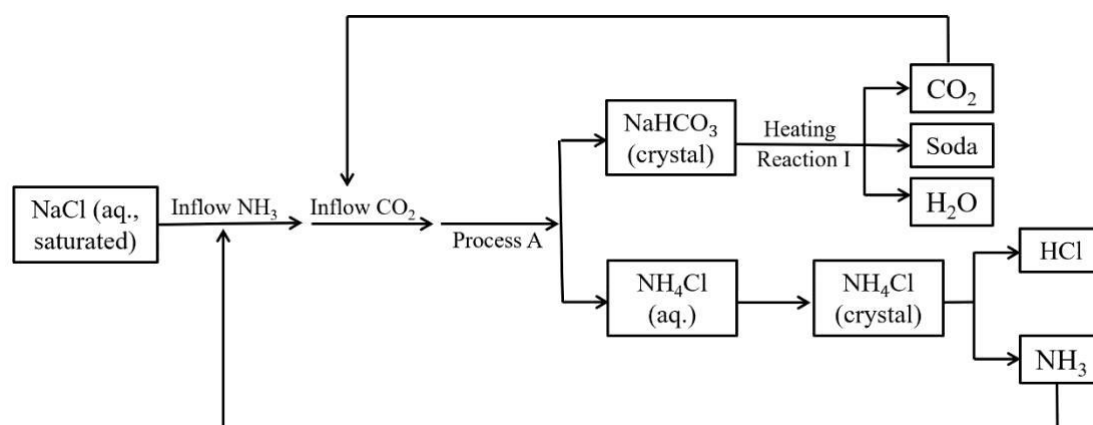 CO₂
NaHCO₃
(crystal)
Heating
Reaction I
Soda
H₂O
NaCl (aq.,
saturated)
Inflow NH₃
Inflow CO₂
Process A
NH₄Cl
(aq.)
NH₄Cl
(crystal)
HCl
NH₃